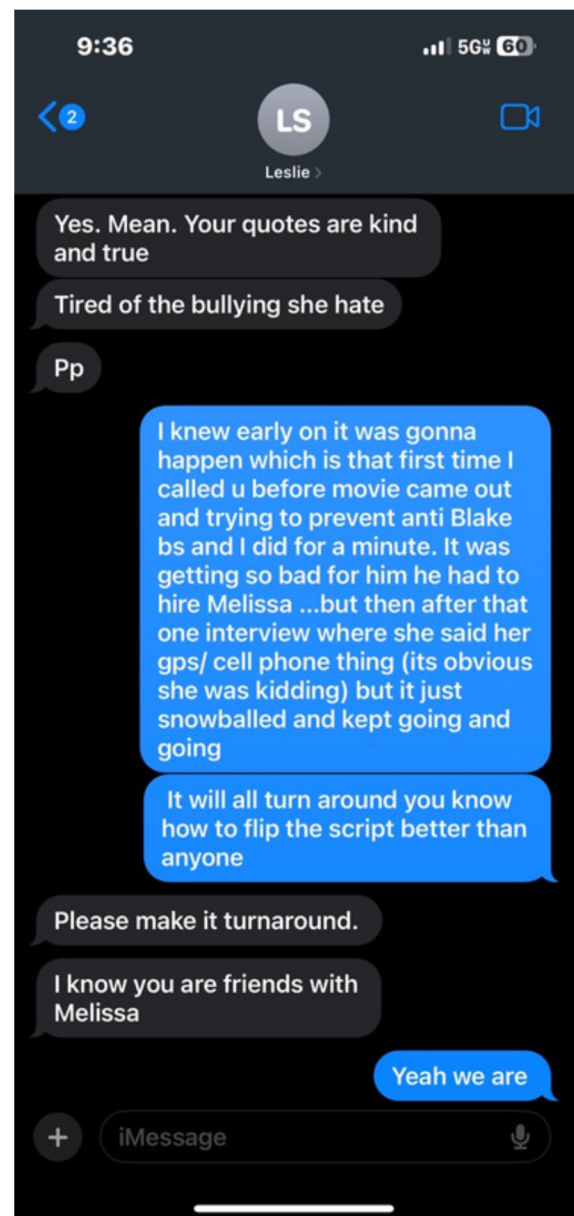 9:36
5G UW 60
2
LS
Leslie >
Yes. Mean. Your quotes are kind
and true
Tired of the bullying she hate
Pp
I knew early on it was gonna
happen which is that first time I
called u before movie came out
and trying to prevent anti Blake
bs and I did for a minute. It was
getting so bad for him he had to
hire Melissa ...but then after that
one interview where she said her
gps/ cell phone thing (its obvious
she was kidding) but it just
snowballed and kept going and
going
It will all turn around you know
how to flip the script better than
anyone
Please make it turnaround.
I know you are friends with
Melissa
Yeah we are
iMessage